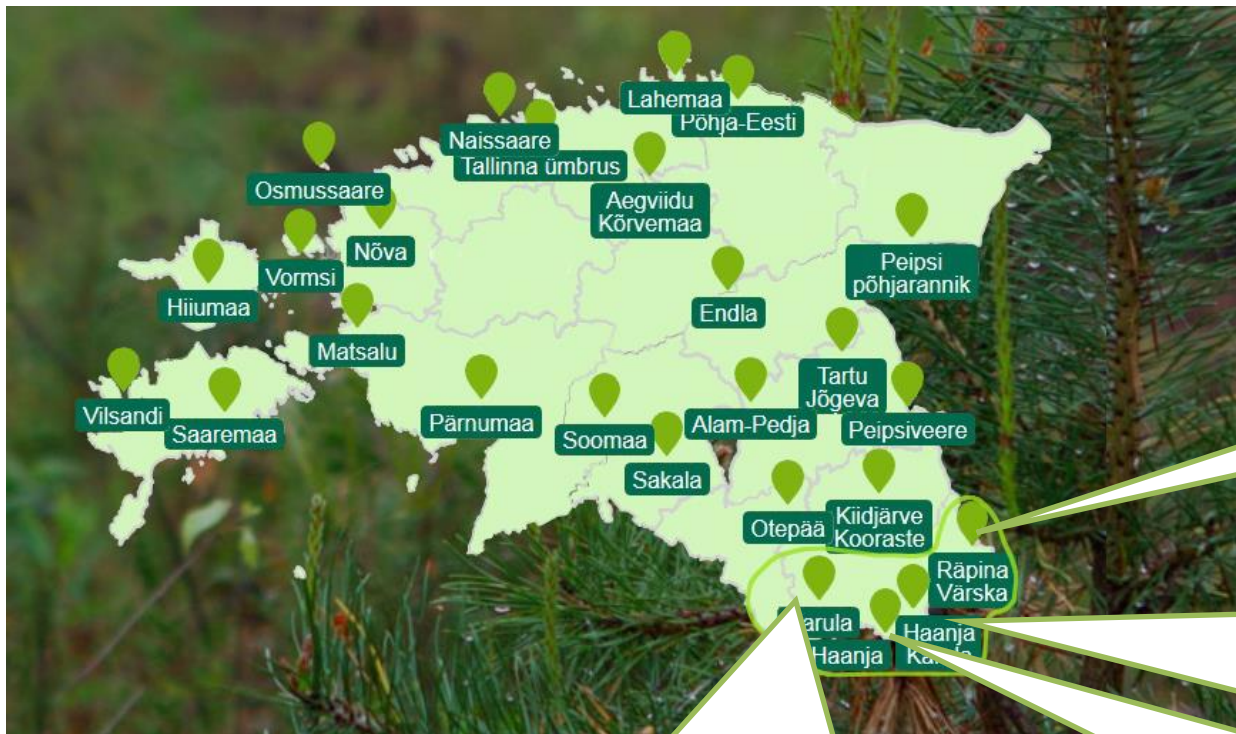 Lahemaa
Põhja-Eesti
Naissaare
Tallinna ümbrus
Osmussaare
Aegviidu
Kõrvemaa
Nõva
Vormsi
Hiiumaa
Peipsi
põhjarannik
Endla
Matsalu
Tartu
Jõgeva
Vilsandi
Saaremaa
Pärnumaa
Soomaa
Alam-Pedja
Peipsiveere
Sakala
Otepää
Kiidjärve
Kooraste
Räpina
Värska
arula
Haanja
Haanja